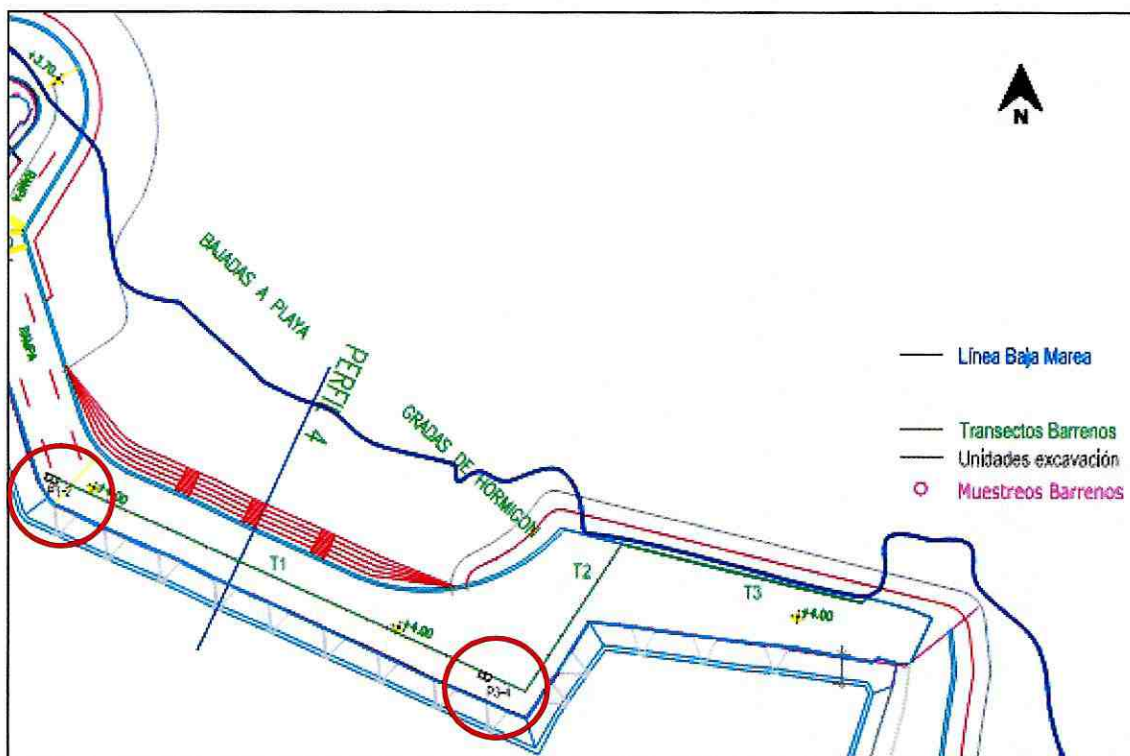 +3.70
N
RAMPA
RAMPA
BAJADAS A PLAYA
PERFIL 4
GRADAS DE HORMIGON
Línea Baja Marea
Transectos Barrenos
Unidades excavación
Muestreos Barrenos
P1-2
+4.00
T1
T2
T3
+4.00
+4.00
P3-4